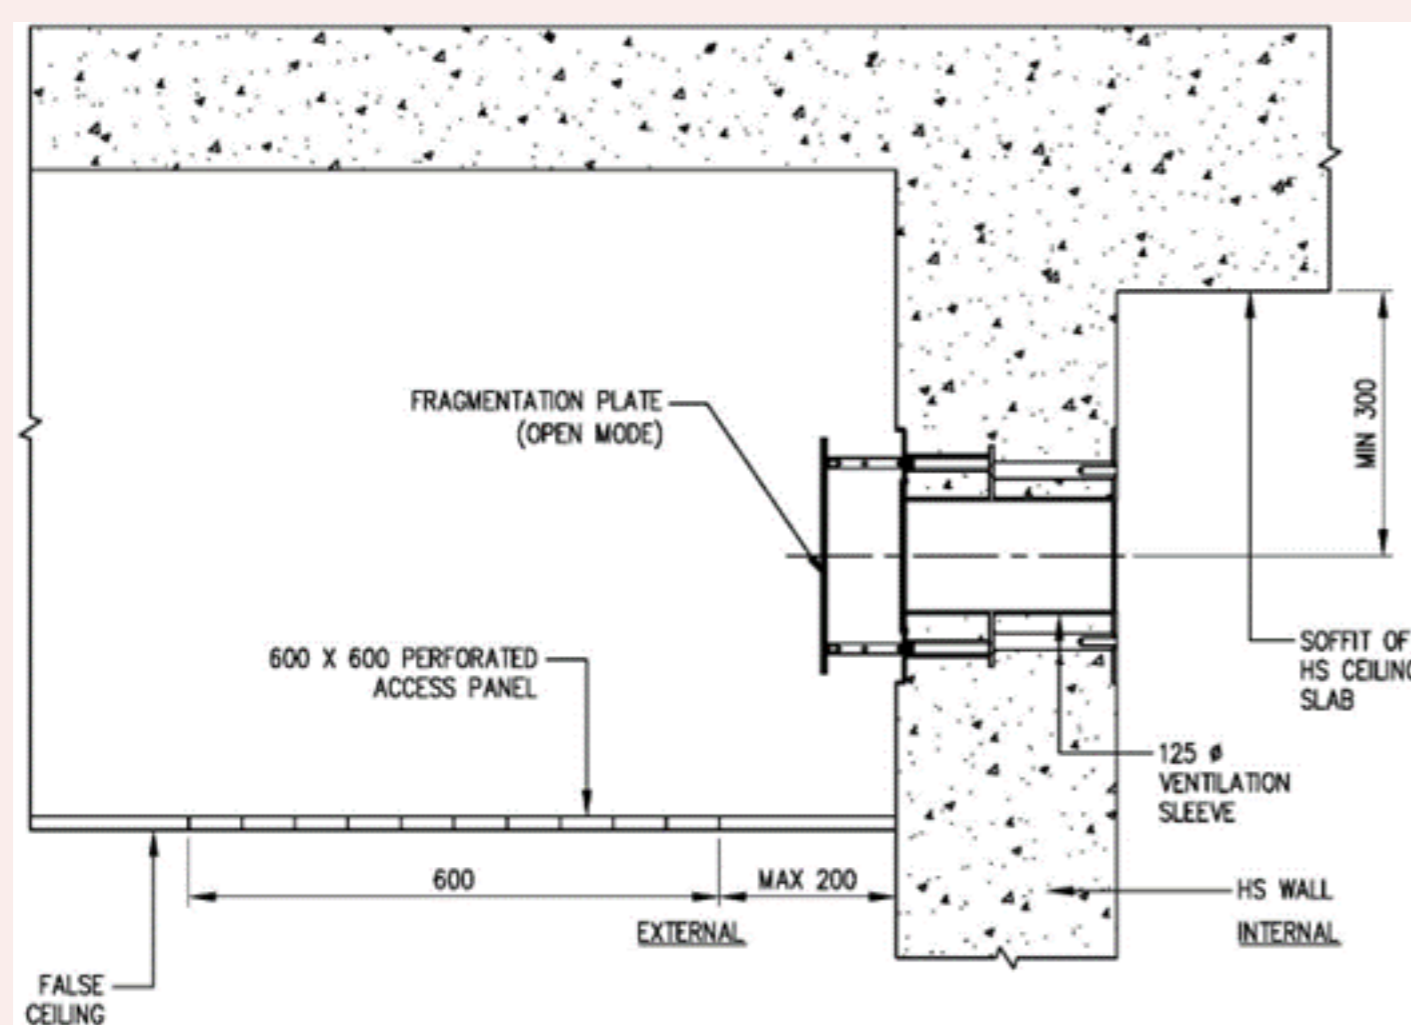 FRAGMENTATION PLATE
(OPEN MODE)
MIN 300
600 X 600 PERFORATED
ACCESS PANEL
SOFFIT OF
HS CEILING
SLAB
125 ø
VENTILATION
SLEEVE
600
MAX 200
HS WALL
EXTERNAL
INTERNAL
FALSE
CEILING